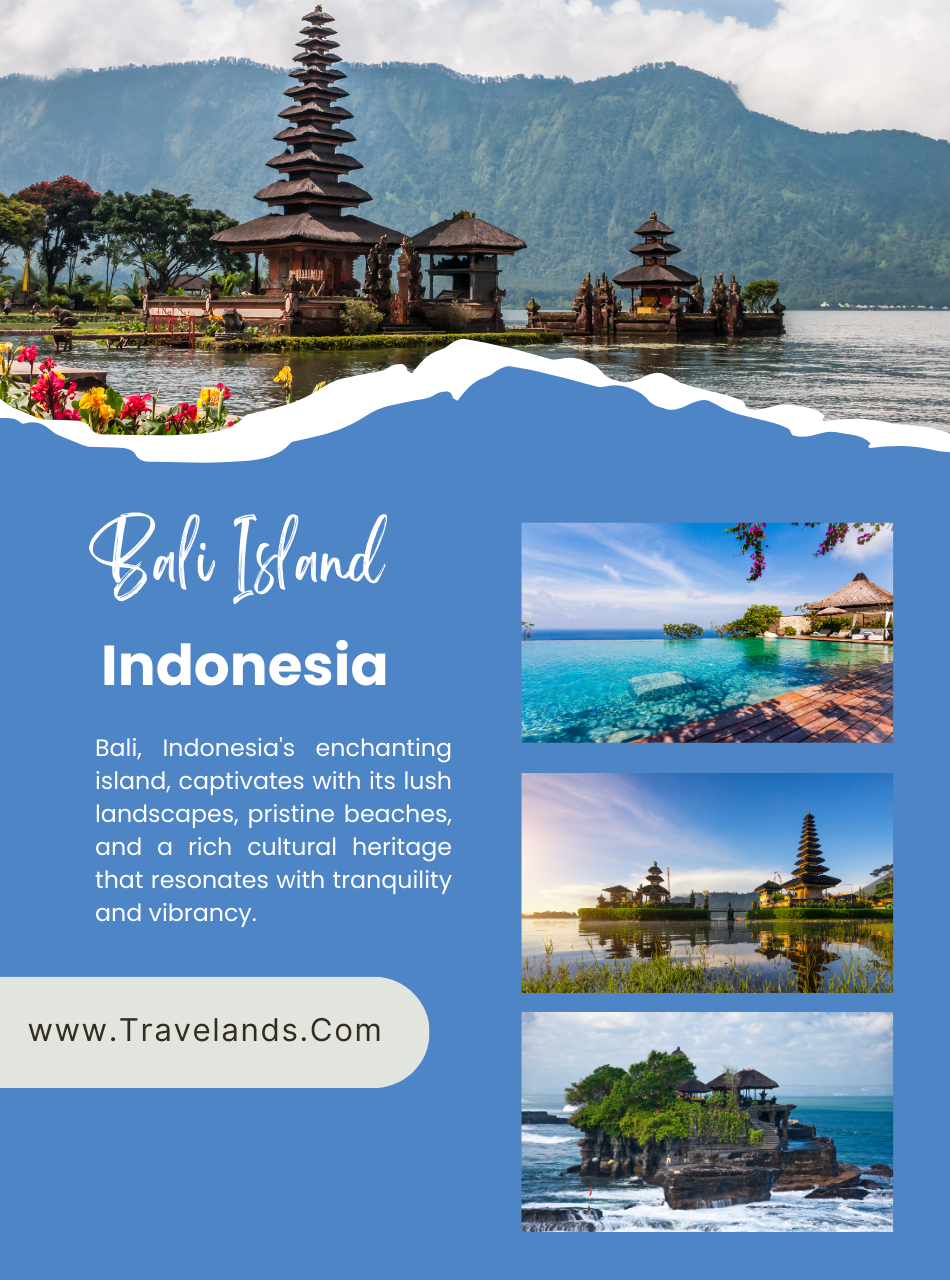 Bali Island
Indonesia
Bali, Indonesia's enchanting
island, captivates with its lush
landscapes, pristine beaches,
and a rich cultural heritage
that resonates with tranquility
and vibrancy.
www.Travelands.Com